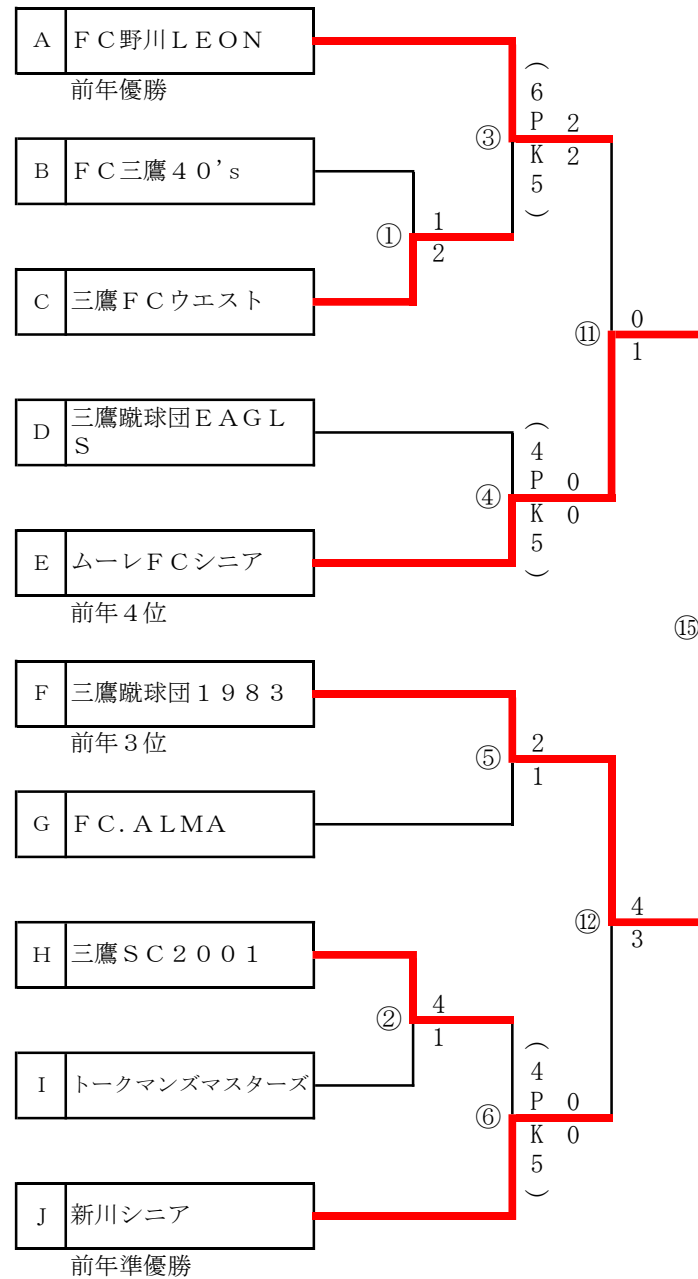 A ＦＣ野川ＬＥＯＮ
前年優勝
B ＦＣ三鷹４０’s
C 三鷹ＦＣウエスト
D 三鷹蹴球団ＥＡＧＬ
Ｓ
E ムーレＦＣシニア
前年４位
F 三鷹蹴球団１９８３
前年３位
G ＦＣ.ＡＬＭＡ
H 三鷹ＳＣ２００１
I トークマンズマスターズ
J 新川シニア
前年準優勝
①
1
2
②
4
1
③
（6PK5）
2
2
④
（4PK5）
0
0
⑤
2
1
⑥
（4PK5）
0
0
⑪
0
1
⑫
4
3
⑮